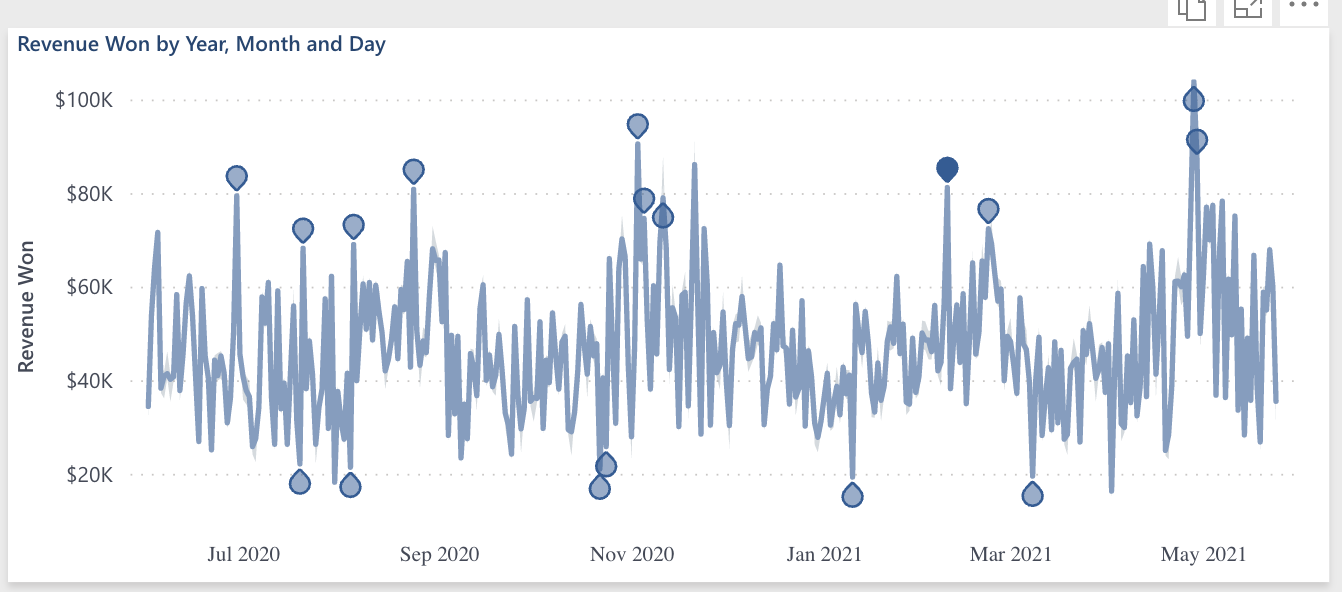 Revenue Won by Year, Month and Day
$100K
$80K
$60K
$40K
$20K
Revenue Won
Jul 2020 Sep 2020 Nov 2020 Jan 2021 Mar 2021 May 2021